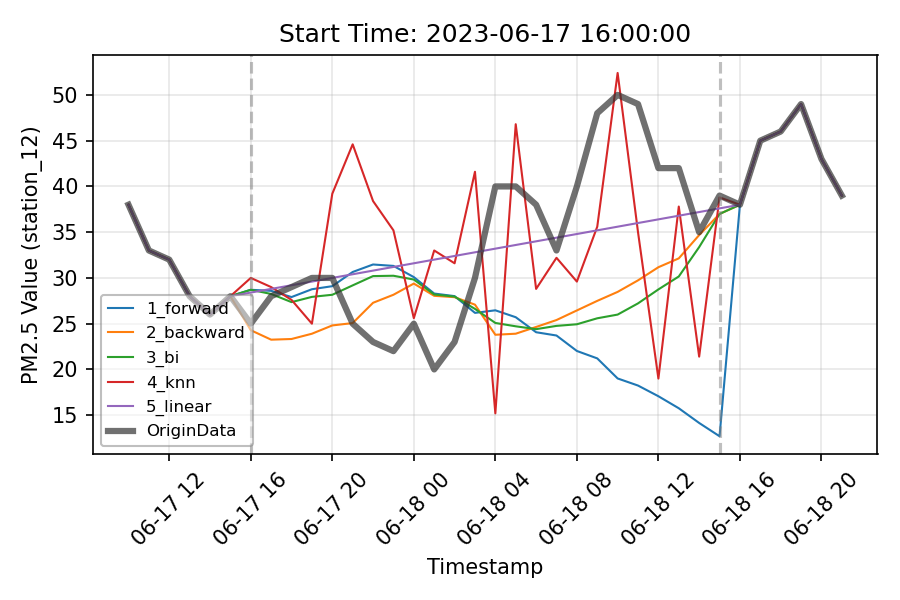 Start Time: 2023-06-17 16:00:00
PM2.5 Value (station_12)
50
45
40
35
30
25
20
15
1_forward
2_backward
3_bi
4_knn
5_linear
OriginData
06-17 12
06-17 16
06-17 20
06-18 00
06-18 04
06-18 08
06-18 12
06-18 16
06-18 20
Timestamp